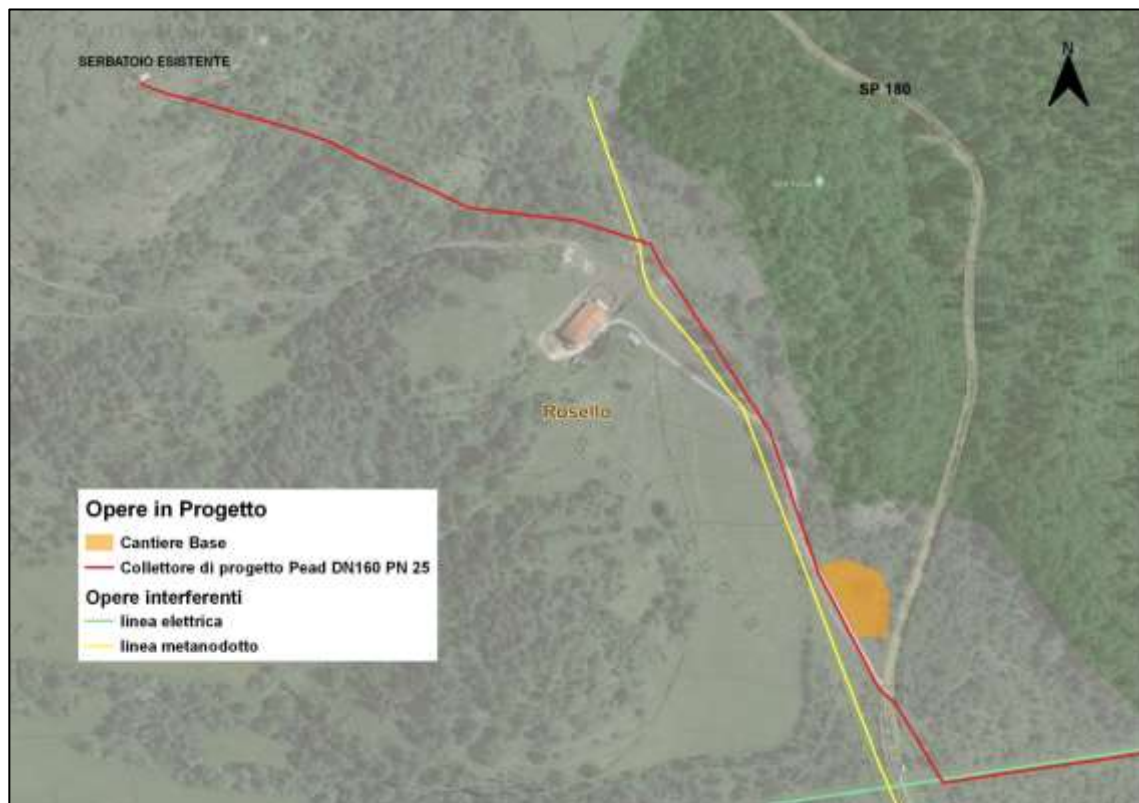 SERBATOIO ESISTENTE
N
SP 180
Roselle
Opere in Progetto
Cantiere Base
Collettore di progetto Pead DN160 PN 25
Opere interferenti
linea elettrica
linea metanodotto